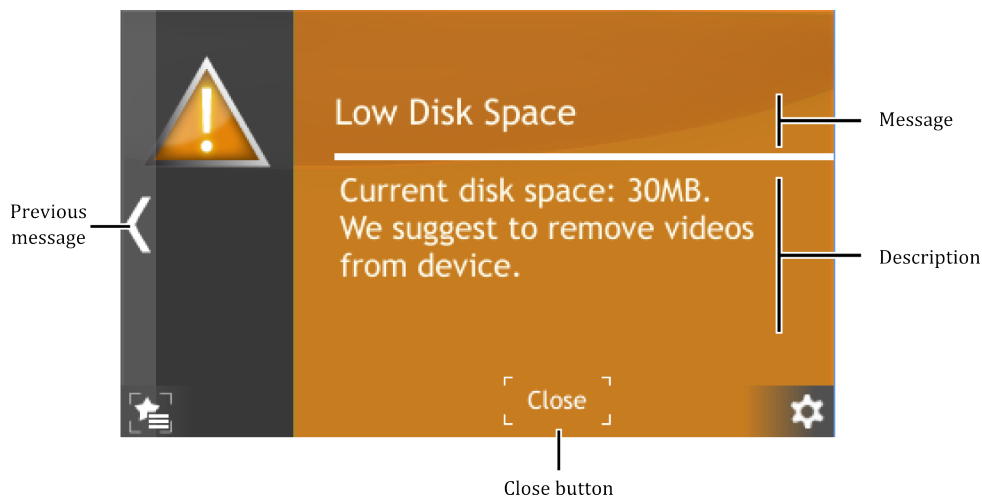 Low Disk Space
Message
Current disk space: 30MB.
We suggest to remove videos
from device.
Previous
message
Description
Close
Close button